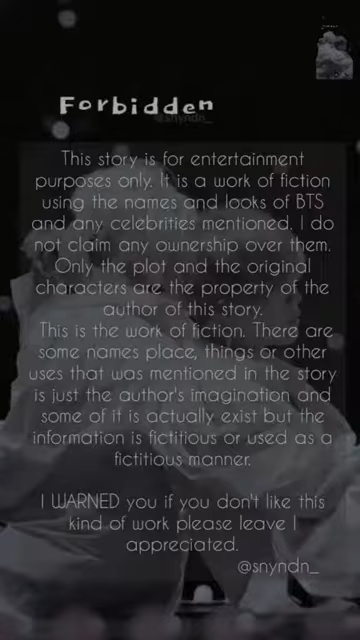 Forbidden
@snyndn_
This story is for entertainment
purposes only. It is a work of fiction
using the names and looks of BTS
and any celebrities mentioned. I do
not claim any ownership over them.
Only the plot and the original
characters are the property of the
author of this story.
This is the work of fiction. There are
some names place, things or other
uses that was mentioned in the story
is just the author's imagination and
some of it is actually exist but the
information is fictitious or used as a
fictitious manner.
I WARNED you if you don't like this
kind of work please leave I
appreciated.
@snyndn_